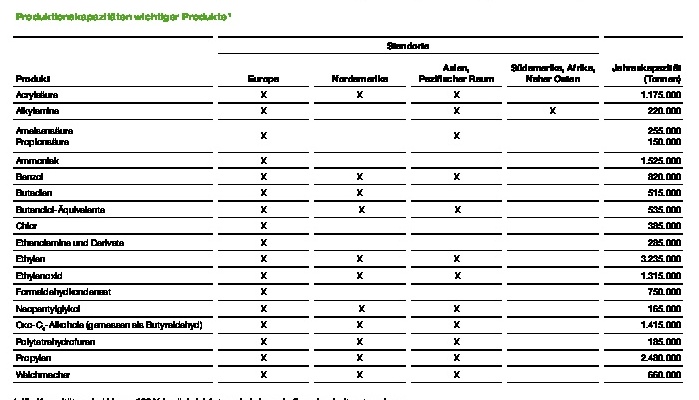 Produktionskapazitäten wichtiger Produkte¹
Standorte
Produkt Europa Nordamerika Asien, Pazifischer Raum Südamerika, Afrika, Naher Osten Jahreskapazität (Tonnen)
Acrylsäure X X X 1.175.000
Alkylamine X X X 220.000
Ameisensäure 255.000
X X
Propionsäure 150.000
Ammoniak X 1.525.000
Benzol X X X 820.000
Butadien X X 515.000
Butandiol-Äquivalente X X X 535.000
Chlor X 385.000
Ethanolamine und Derivate X 285.000
Ethylen X X X 3.235.000
Ethylenoxid X X X 1.315.000
Formaldehydkondensat X 750.000
Neopentylglykol X X X 165.000
Oxo-C₄-Alkohole (gemessen als Butyraldehyd) X X X 1.415.000
Polytetrahydrofuran X X X 185.000
Propylen X X X 2.480.000
Weichmacher X X X 660.000